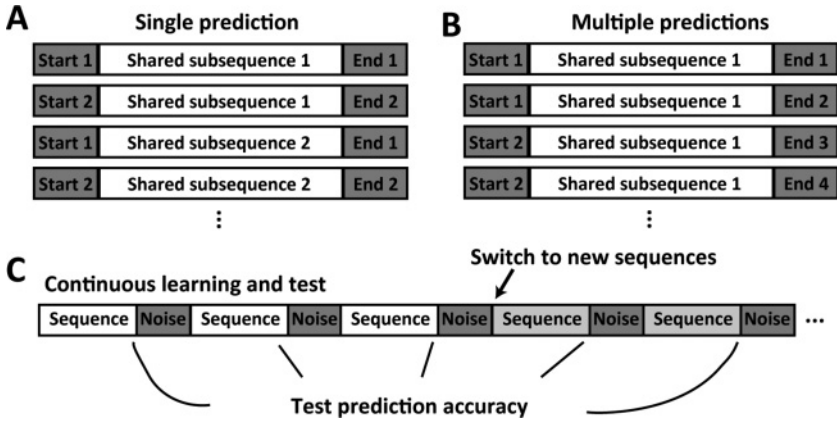 A
Single prediction
Start 1 Shared subsequence 1 End 1
Start 2 Shared subsequence 1 End 2
Start 1 Shared subsequence 2 End 1
Start 2 Shared subsequence 2 End 2
⋮
B
Multiple predictions
Start 1 Shared subsequence 1 End 1
Start 1 Shared subsequence 1 End 2
Start 2 Shared subsequence 1 End 3
Start 2 Shared subsequence 1 End 4
⋮
C
Continuous learning and test
Switch to new sequences
Sequence Noise Sequence Noise Sequence Noise Sequence Noise Sequence Noise ...
Test prediction accuracy